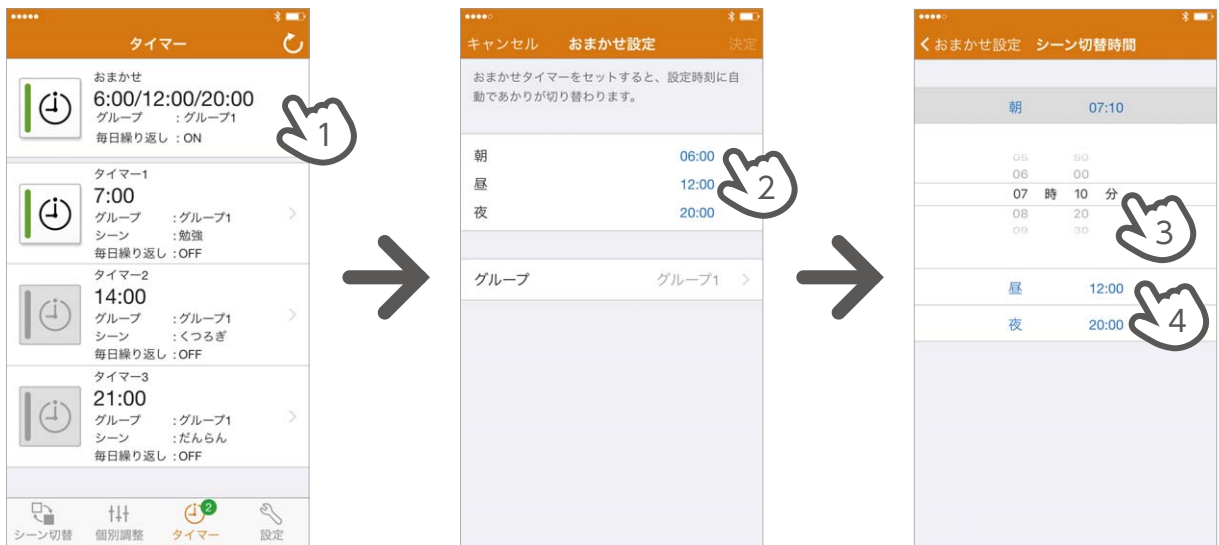 タイマー
おまかせ
6:00/12:00/20:00
グループ :グループ1
毎日繰り返し:ON
1
タイマー1
7:00
グループ :グループ1
シーン :勉強
毎日繰り返し:OFF
タイマー2
14:00
グループ :グループ1
シーン :くつろぎ
毎日繰り返し:OFF
タイマー3
21:00
グループ :グループ1
シーン :だんらん
毎日繰り返し:OFF
2
シーン切替 個別調整 タイマー 設定
キャンセル おまかせ設定 決定
おまかせタイマーをセットすると、設定時刻に自
動であかりが切り替わります。
朝 06:00
昼 12:00
夜 20:00
2
グループ グループ1
おまかせ設定 シーン切替時間
朝 07:10
05 50
06 00
07 時 10 分
08 20
09 30
3
昼 12:00
夜 20:00
4